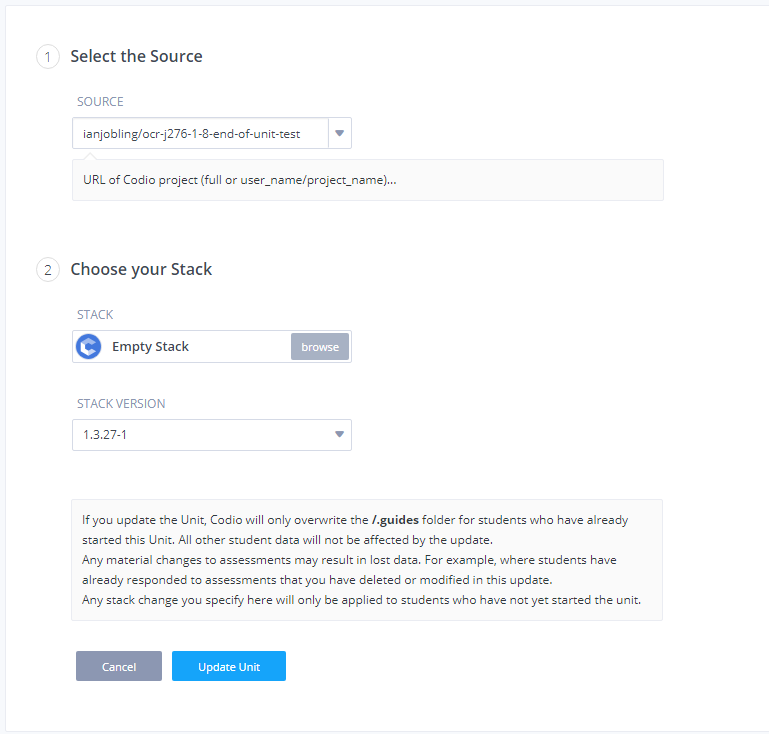 1 Select the Source
SOURCE
ianjobling/ocr-j276-1-8-end-of-unit-test
URL of Codio project (full or user_name/project_name)...
2 Choose your Stack
STACK
Empty Stack browse
STACK VERSION
1.3.27-1
If you update the Unit, Codio will only overwrite the /.guides folder for students who have already
started this Unit. All other student data will not be affected by the update.
Any material changes to assessments may result in lost data. For example, where students have
already responded to assessments that you have deleted or modified in this update.
Any stack change you specify here will only be applied to students who have not yet started the unit.
Cancel Update Unit